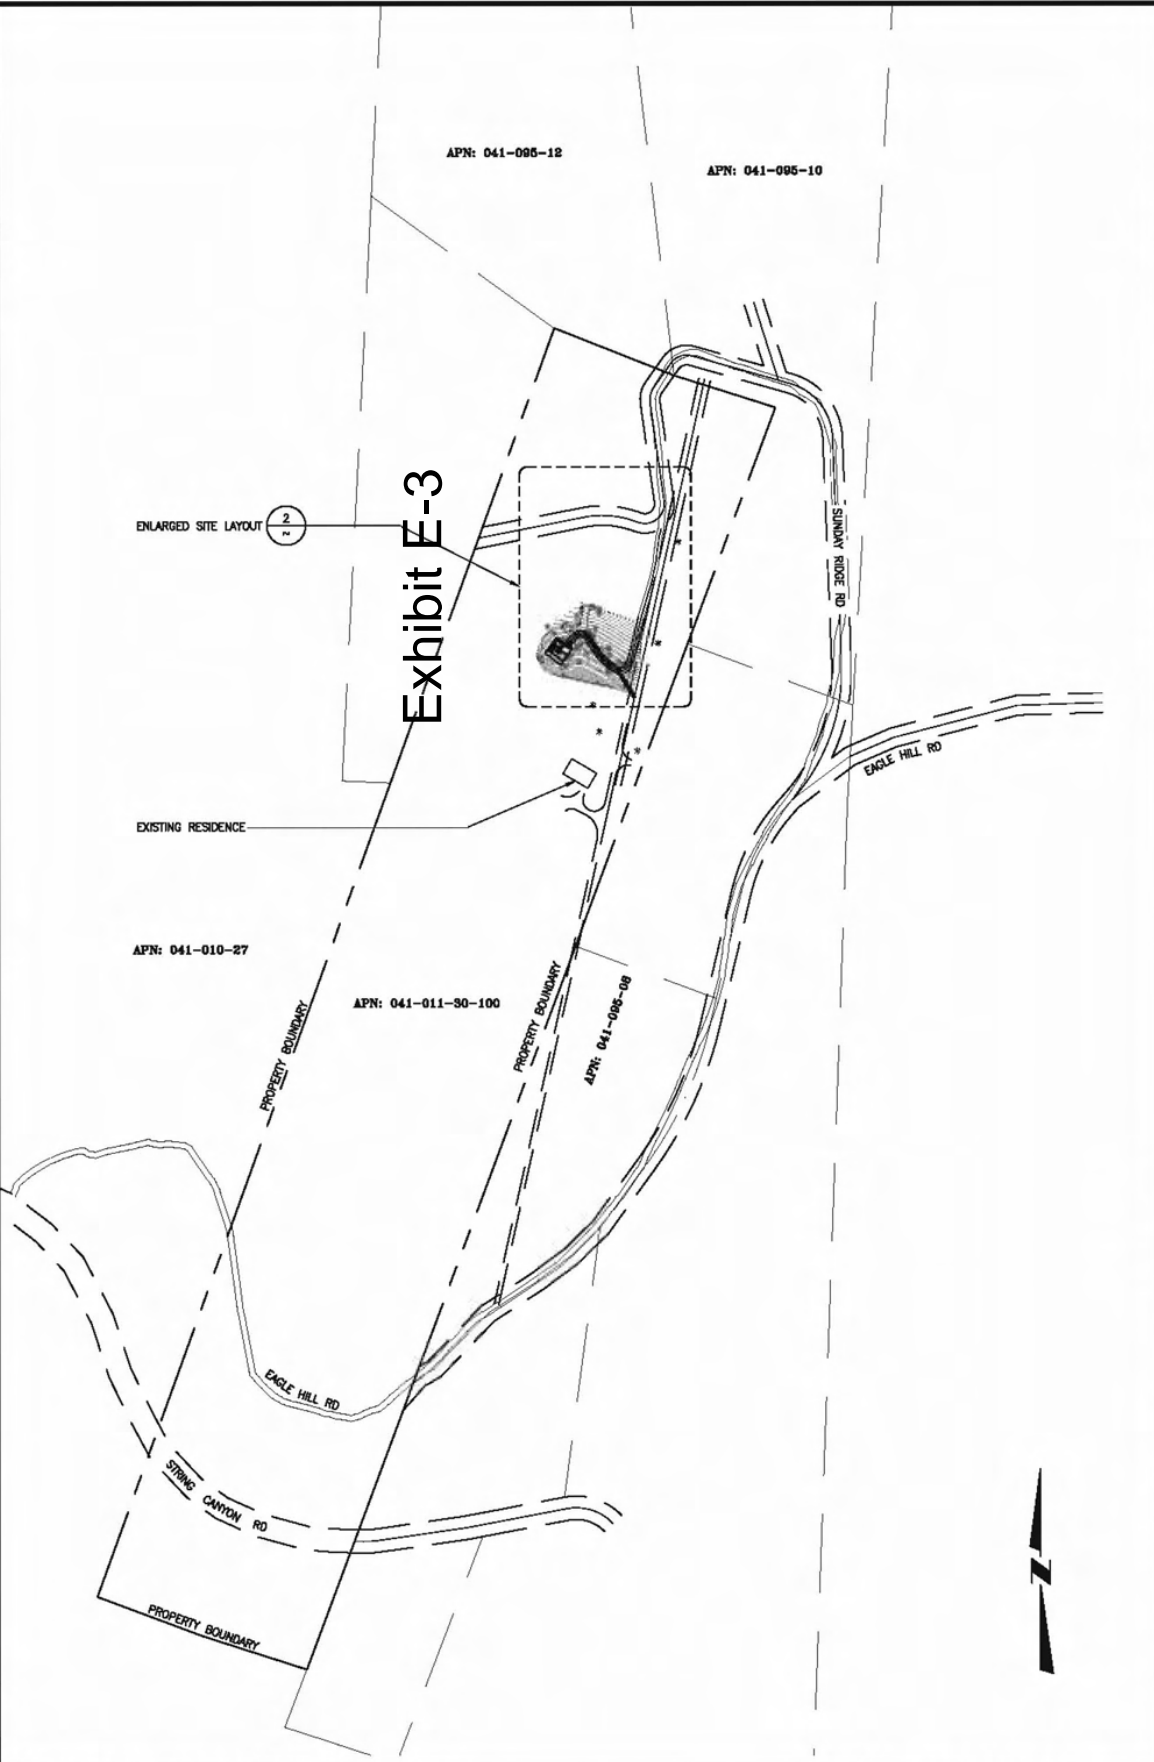 APN: 041-095-12
APN: 041-095-10
Exhibit E-3
ENLARGED SITE LAYOUT
2
SUNDAY RIDGE RD
EAGLE HILL RD
EXISTING RESIDENCE
APN: 041-010-27
APN: 041-011-30-100
PROPERTY BOUNDARY
PROPERTY BOUNDARY
APN: 041-095-08
EAGLE HILL RD
STRING CANYON RD
PROPERTY BOUNDARY
N